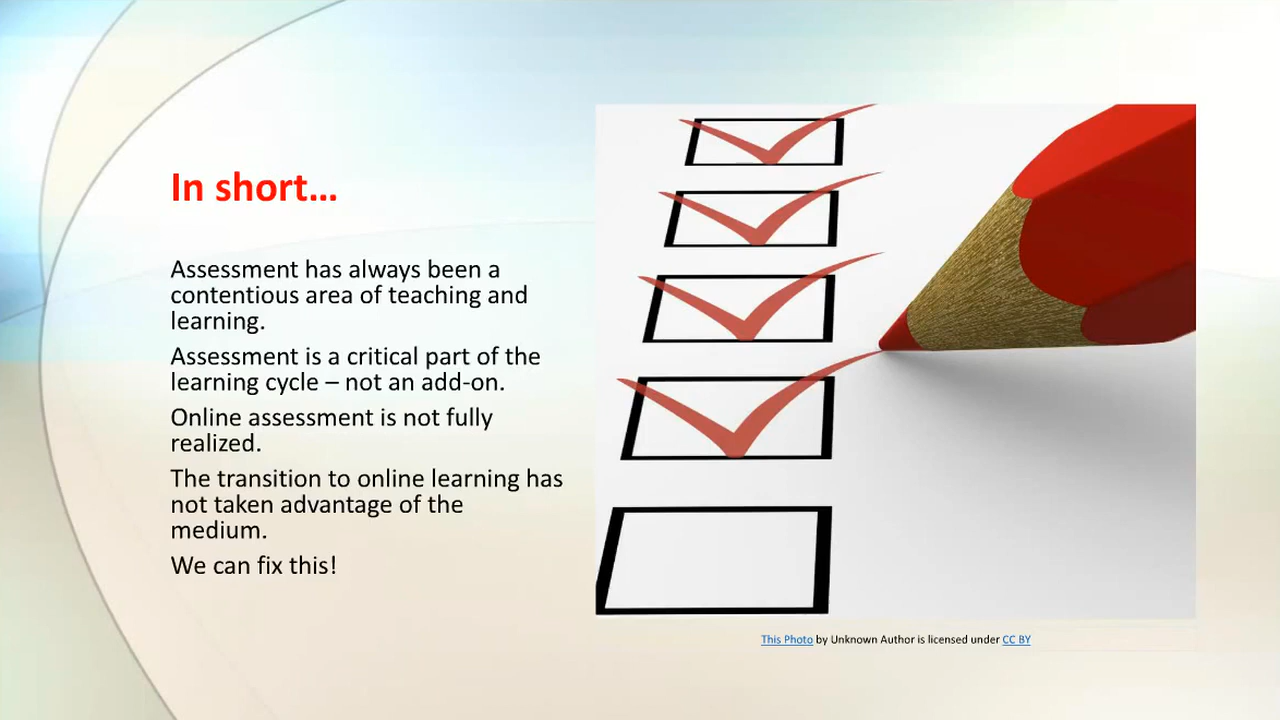 In short...
Assessment has always been a
contentious area of teaching and
learning.
Assessment is a critical part of the
learning cycle – not an add-on.
Online assessment is not fully
realized.
The transition to online learning has
not taken advantage of the
medium.
We can fix this!
This Photo by Unknown Author is licensed under CC BY